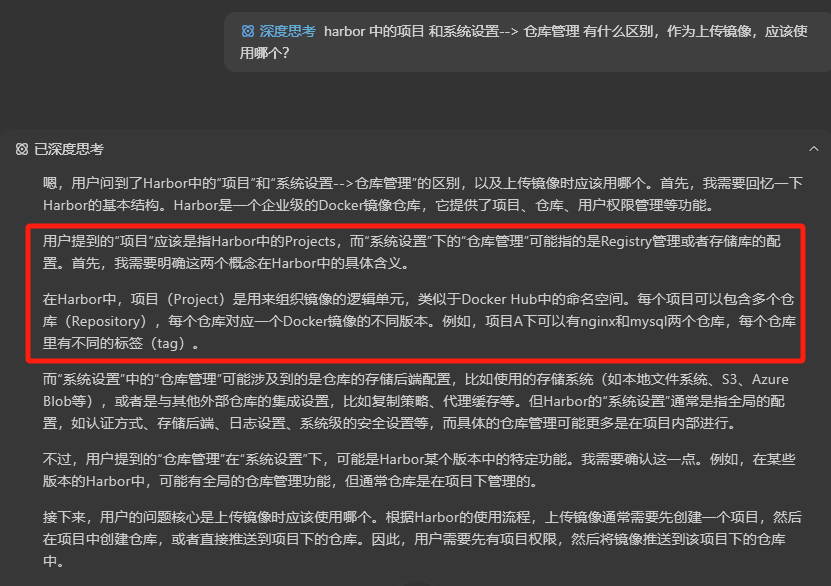 深度思考 harbor 中的项目 和系统设置--> 仓库管理 有什么区别，作为上传镜像，应该使
用哪个？
已深度思考
嗯，用户问到了Harbor中的“项目”和“系统设置-->仓库管理”的区别，以及上传镜像时应该用哪个。首先，我需要回忆一下
Harbor的基本结构。Harbor是一个企业级的Docker镜像仓库，它提供了项目、仓库、用户权限管理等功能。
用户提到的“项目”应该是指Harbor中的Projects，而“系统设置”下的“仓库管理”可能指的是Registry管理或者存储库的配
置。首先，我需要明确这两个概念在Harbor中的具体含义。
在Harbor中，项目（Project）是用来组织镜像的逻辑单元，类似于Docker Hub中的命名空间。每个项目可以包含多个仓
库（Repository），每个仓库对应一个Docker镜像的不同版本。例如，项目A下可以有nginx和mysql两个仓库，每个仓库
里有不同的标签（tag）。
而“系统设置”中的“仓库管理”可能涉及到的是仓库的存储后端配置，比如使用的存储系统（如本地文件系统、S3、Azure
Blob等），或者是与其他外部仓库的集成设置，比如复制策略、代理缓存等。但Harbor的“系统设置”通常是指全局的配
置，如认证方式、存储后端、日志设置、系统级的安全设置等，而具体的仓库管理可能更多是在项目内部进行。
不过，用户提到的“仓库管理”在“系统设置”下，可能是Harbor某个版本中的特定功能。我需要确认这一点。例如，在某些
版本的Harbor中，可能有全局的仓库管理功能，但通常仓库是在项目下管理的。
接下来，用户的问题核心是上传镜像时应该使用哪个。根据Harbor的使用流程，上传镜像通常需要先创建一个项目，然后
在项目中创建仓库，或者直接推送到项目下的仓库。因此，用户需要先有项目权限，然后将镜像推送到该项目下的仓库
中。